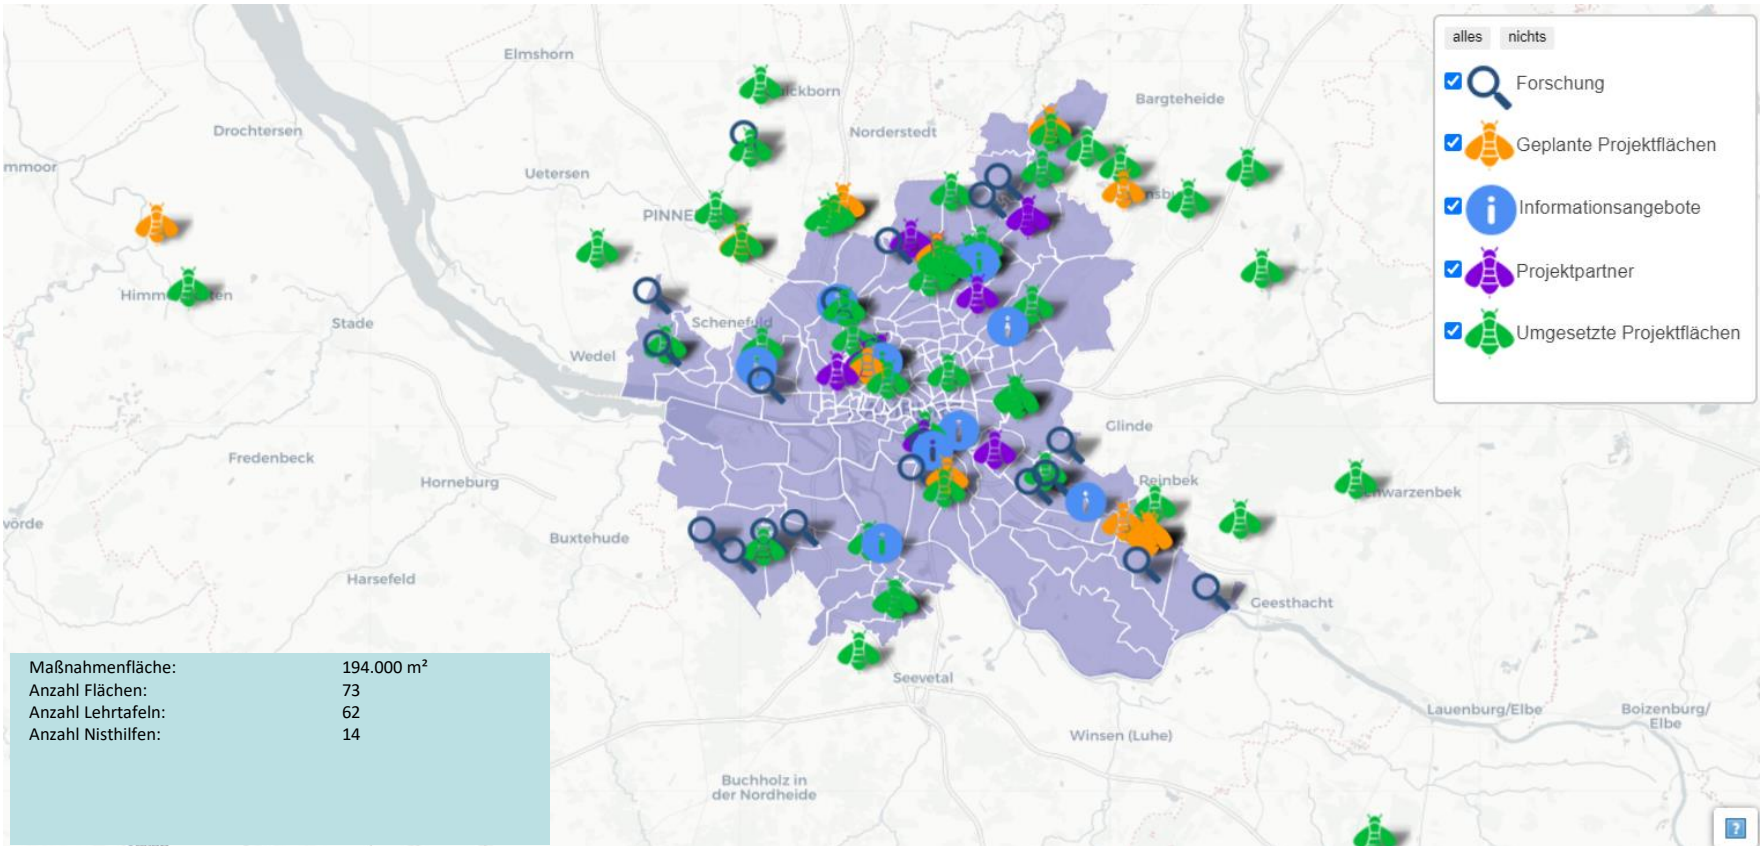 Elmshorn
alles nichts
Forschung
Bargteheide
Drochtersen
Norderstedt
Geplante Projektflächen
Uetersen
Informationsangebote
PINNE
Projektpartner
Stade
Schenefeld
Umgesetzte Projektflächen
Wedel
Glinde
Fredenbeck
Horneburg
Reinbek
Buxtehude
Harsefeld
Geesthacht
Maßnahmenfläche: 194.000 m²
Anzahl Flächen: 73
Anzahl Lehrtafeln: 62
Anzahl Nisthilfen: 14
Seevetal
Lauenburg/Elbe
Boizenburg/
Elbe
Winsen (Luhe)
Buchholz in
der Nordheide